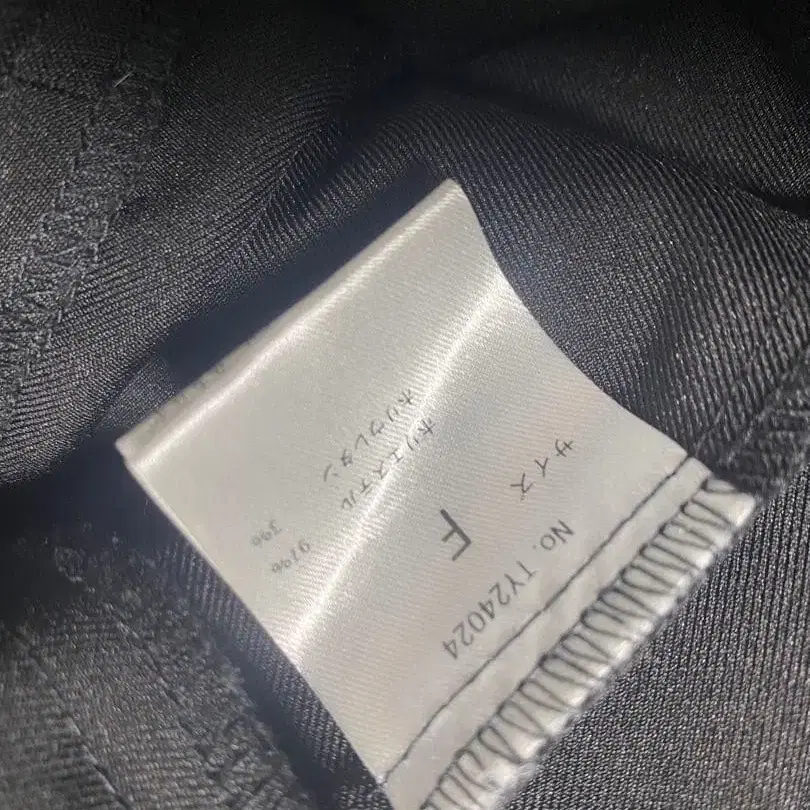 No. TY24024
サイズ F
ポリエステル 97%
ポリウレタン 3%